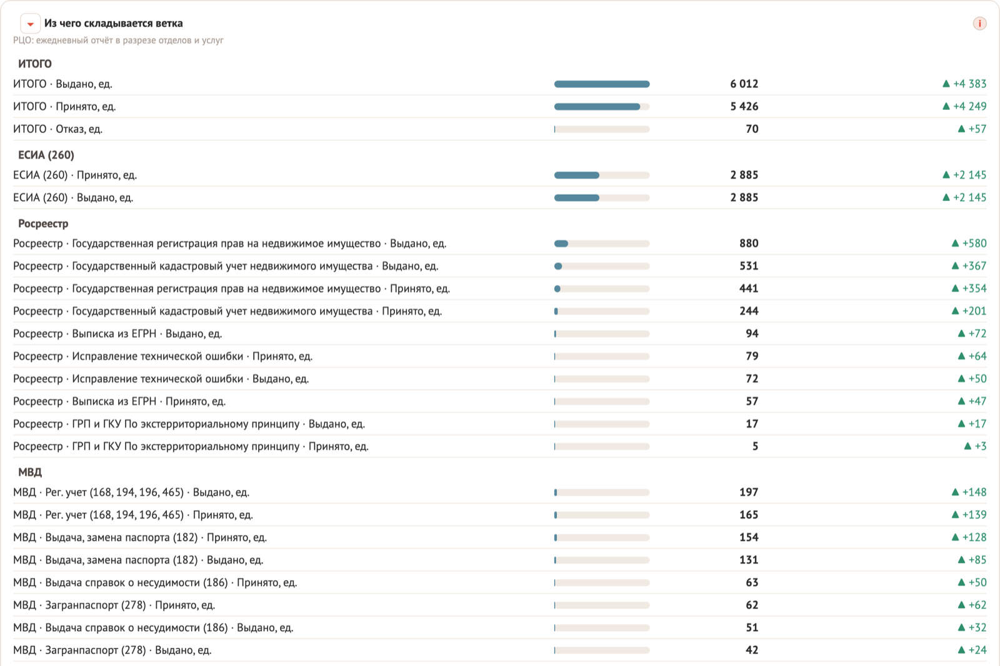 Из чего складывается ветка
i
РЦО: ежедневный отчёт в разрезе отделов и услуг
ИТОГО
ИТОГО · Выдано, ед. 6 012 ▲ +4 383
ИТОГО · Принято, ед. 5 426 ▲ +4 249
ИТОГО · Отказ, ед. 70 ▲ +57
ЕСИА (260)
ЕСИА (260) · Принято, ед. 2 885 ▲ +2 145
ЕСИА (260) · Выдано, ед. 2 885 ▲ +2 145
Росреестр
Росреестр · Государственная регистрация прав на недвижимое имущество · Выдано, ед. 880 ▲ +580
Росреестр · Государственный кадастровый учет недвижимого имущества · Выдано, ед. 531 ▲ +367
Росреестр · Государственная регистрация прав на недвижимое имущество · Принято, ед. 441 ▲ +354
Росреестр · Государственный кадастровый учет недвижимого имущества · Принято, ед. 244 ▲ +201
Росреестр · Выписка из ЕГРН · Выдано, ед. 94 ▲ +72
Росреестр · Исправление технической ошибки · Принято, ед. 79 ▲ +64
Росреестр · Исправление технической ошибки · Выдано, ед. 72 ▲ +50
Росреестр · Выписка из ЕГРН · Принято, ед. 57 ▲ +47
Росреестр · ГРП и ГКУ По экстерриториальному принципу · Выдано, ед. 17 ▲ +17
Росреестр · ГРП и ГКУ По экстерриториальному принципу · Принято, ед. 5 ▲ +3
МВД
МВД · Рег. учет (168, 194, 196, 465) · Выдано, ед. 197 ▲ +148
МВД · Рег. учет (168, 194, 196, 465) · Принято, ед. 165 ▲ +139
МВД · Выдача, замена паспорта (182) · Принято, ед. 154 ▲ +128
МВД · Выдача, замена паспорта (182) · Выдано, ед. 131 ▲ +85
МВД · Выдача справок о несудимости (186) · Принято, ед. 63 ▲ +50
МВД · Загранпаспорт (278) · Принято, ед. 62 ▲ +62
МВД · Выдача справок о несудимости (186) · Выдано, ед. 51 ▲ +32
МВД · Загранпаспорт (278) · Выдано, ед. 42 ▲ +24